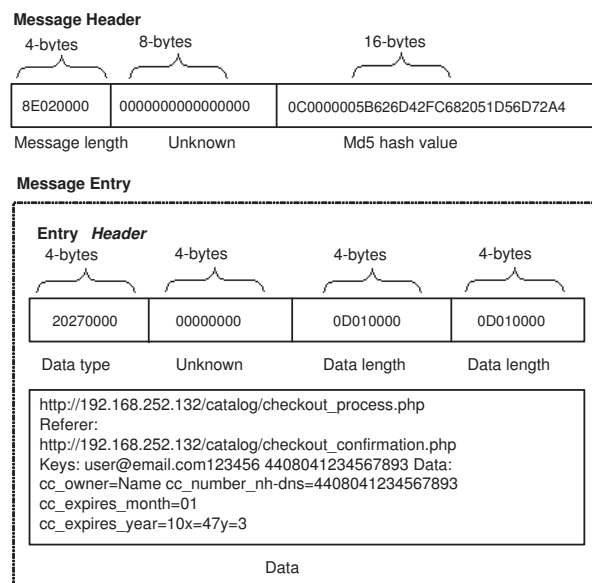 Message Header
4-bytes 8-bytes 16-bytes
8E020000 0000000000000000 0C0000005B626D42FC682051D56D72A4
Message length Unknown Md5 hash value
Message Entry
Entry Header
4-bytes 4-bytes 4-bytes 4-bytes
20270000 00000000 0D010000 0D010000
Data type Unknown Data length Data length
http://192.168.252.132/catalog/checkout_process.php
Referer:
http://192.168.252.132/catalog/checkout_confirmation.php
Keys: user@email.com123456 4408041234567893 Data:
cc_owner=Name cc_number_nh-dns=4408041234567893
cc_expires_month=01
cc_expires_year=10x=47y=3
Data